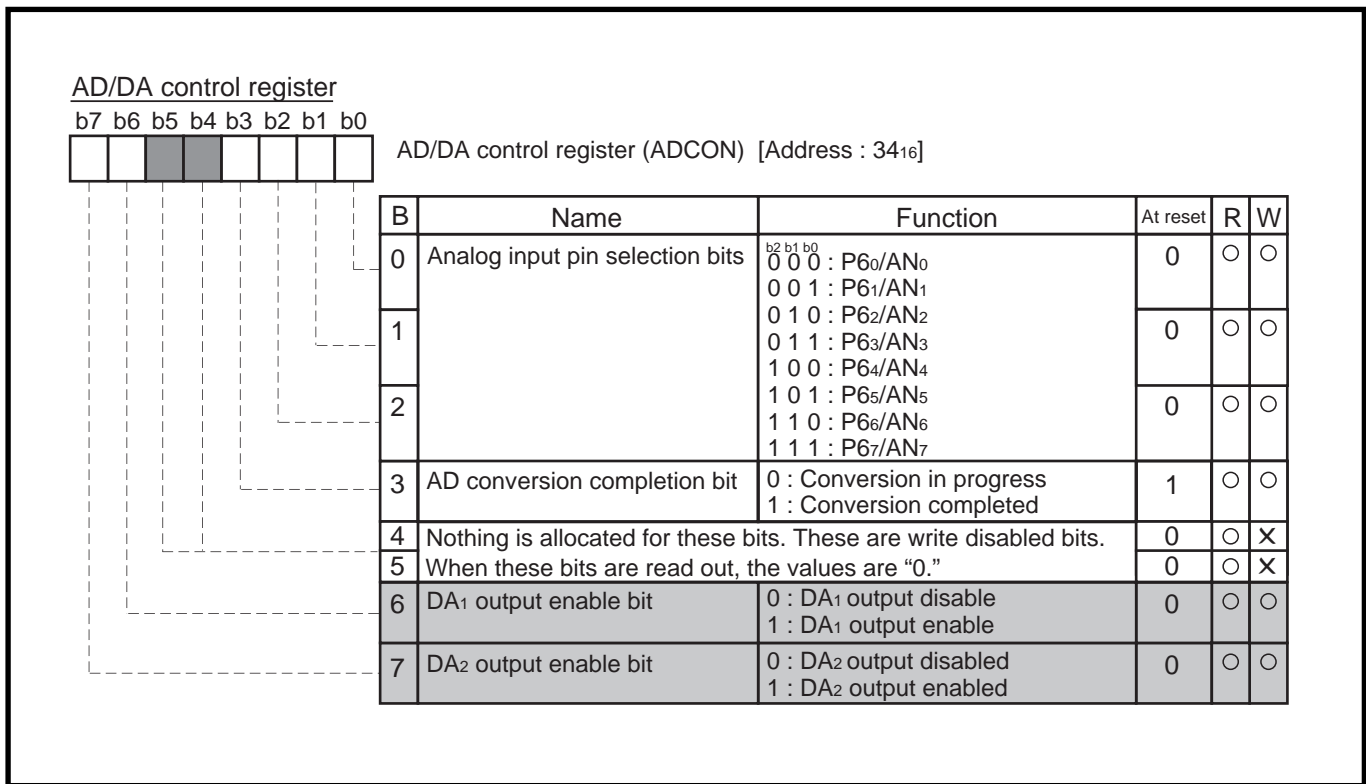 AD/DA control register
b7 b6 b5 b4 b3 b2 b1 b0
AD/DA control register (ADCON) [Address : 34₁₆]
B Name Function At reset R W
0 Analog input pin selection bits b2 b1 b0 0 ○ ○
0 0 0 : P6₀/AN₀
0 0 1 : P6₁/AN₁
1 0 1 0 : P6₂/AN₂ 0 ○ ○
0 1 1 : P6₃/AN₃
1 0 0 : P6₄/AN₄
2 1 0 1 : P6₅/AN₅ 0 ○ ○
1 1 0 : P6₆/AN₆
1 1 1 : P6₇/AN₇
3 AD conversion completion bit 0 : Conversion in progress 1 ○ ○
1 : Conversion completed
4 Nothing is allocated for these bits. These are write disabled bits. 0 ○ ×
5 When these bits are read out, the values are “0.” 0 ○ ×
6 DA₁ output enable bit 0 : DA₁ output disable 0 ○ ○
1 : DA₁ output enable
7 DA₂ output enable bit 0 : DA₂ output disabled 0 ○ ○
1 : DA₂ output enabled